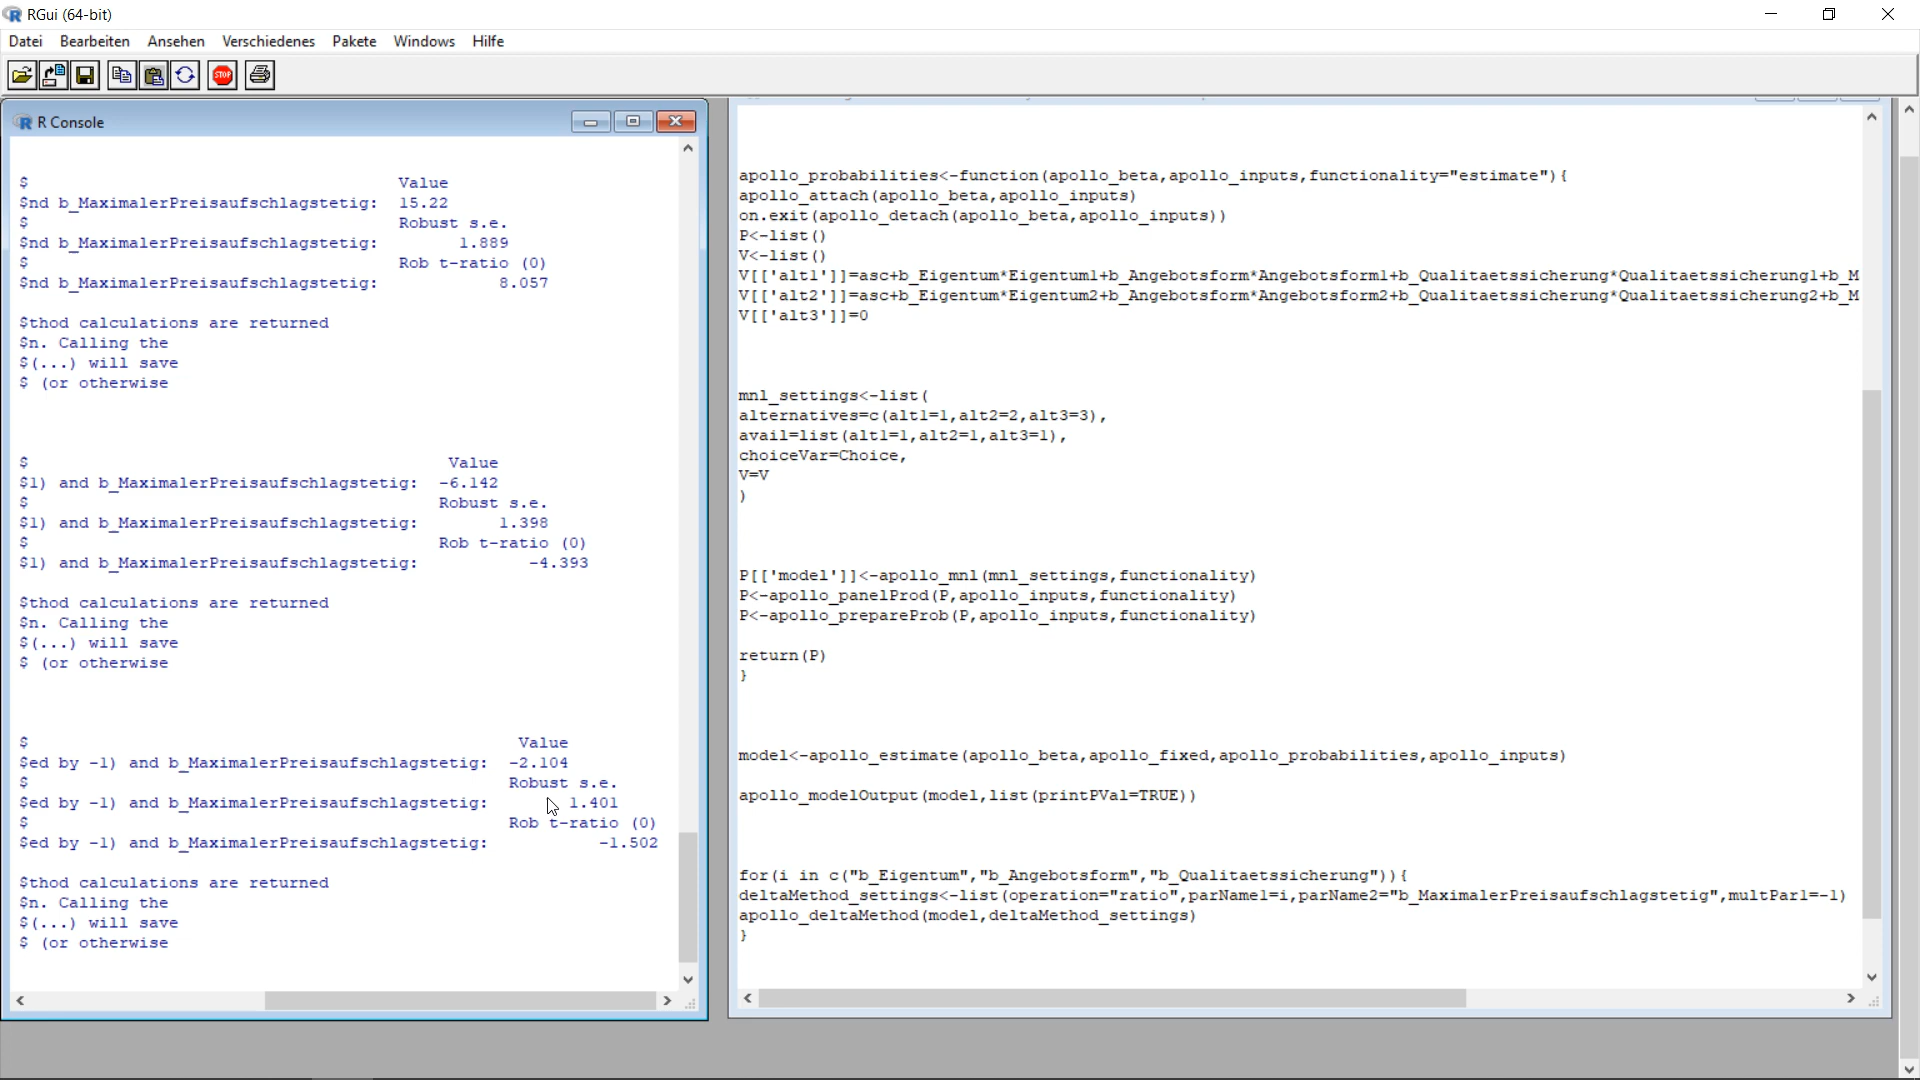 RGui (64-bit)
Datei Bearbeiten Ansehen Verschiedenes Pakete Windows Hilfe
STOP
R Console
$ Value
$nd b_MaximalerPreisaufschlagstetig: 15.22
$ Robust s.e.
$nd b_MaximalerPreisaufschlagstetig: 1.889
$ Rob t-ratio (0)
$nd b_MaximalerPreisaufschlagstetig: 8.057
$thod calculations are returned
$n. Calling the
$(...) will save
$ (or otherwise
$ Value
$1) and b_MaximalerPreisaufschlagstetig: -6.142
$ Robust s.e.
$1) and b_MaximalerPreisaufschlagstetig: 1.398
$ Rob t-ratio (0)
$1) and b_MaximalerPreisaufschlagstetig: -4.393
$thod calculations are returned
$n. Calling the
$(...) will save
$ (or otherwise
$ Value
$ed by -1) and b_MaximalerPreisaufschlagstetig: -2.104
$ Robust s.e.
$ed by -1) and b_MaximalerPreisaufschlagstetig: 1.401
$ Rob t-ratio (0)
$ed by -1) and b_MaximalerPreisaufschlagstetig: -1.502
$thod calculations are returned
$n. Calling the
$(...) will save
$ (or otherwise
apollo_probabilities<-function(apollo_beta,apollo_inputs,functionality="estimate"){
apollo_attach(apollo_beta,apollo_inputs)
on.exit(apollo_detach(apollo_beta,apollo_inputs))
P<-list()
V<-list()
V[['alt1']]=asc+b_Eigentum*Eigentum1+b_Angebotsform*Angebotsform1+b_Qualitaetssicherung*Qualitaetssicherung1+b_M
V[['alt2']]=asc+b_Eigentum*Eigentum2+b_Angebotsform*Angebotsform2+b_Qualitaetssicherung*Qualitaetssicherung2+b_M
V[['alt3']]=0
mnl_settings<-list(
alternatives=c(alt1=1,alt2=2,alt3=3),
avail=list(alt1=1,alt2=1,alt3=1),
choiceVar=Choice,
V=V
)
P[['model']]<-apollo_mnl(mnl_settings,functionality)
P<-apollo_panelProd(P,apollo_inputs,functionality)
P<-apollo_prepareProb(P,apollo_inputs,functionality)
return(P)
}
model<-apollo_estimate(apollo_beta,apollo_fixed,apollo_probabilities,apollo_inputs)
apollo_modelOutput(model,list(printPVal=TRUE))
for(i in c("b_Eigentum","b_Angebotsform","b_Qualitaetssicherung")){
deltaMethod_settings<-list(operation="ratio",parName1=i,parName2="b_MaximalerPreisaufschlagstetig",multPar1=-1)
apollo_deltaMethod(model,deltaMethod_settings)
}